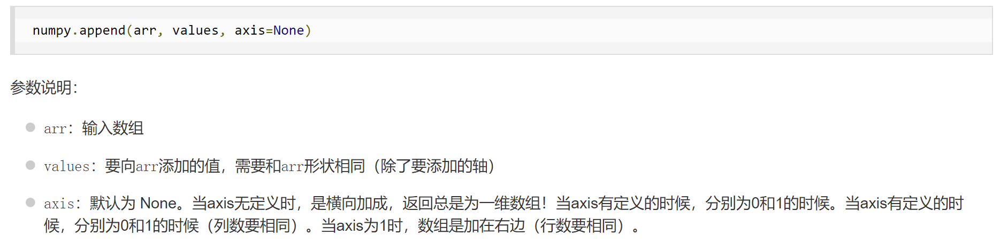 numpy.append(arr, values, axis=None)
参数说明：
arr：输入数组
values：要向arr添加的值，需要和arr形状相同（除了要添加的轴）
axis：默认为 None。当axis无定义时，是横向加成，返回总是为一维数组！当axis有定义的时候，分别为0和1的时候。当axis有定义的时
候，分别为0和1的时候（列数要相同）。当axis为1时，数组是加在右边（行数要相同）。